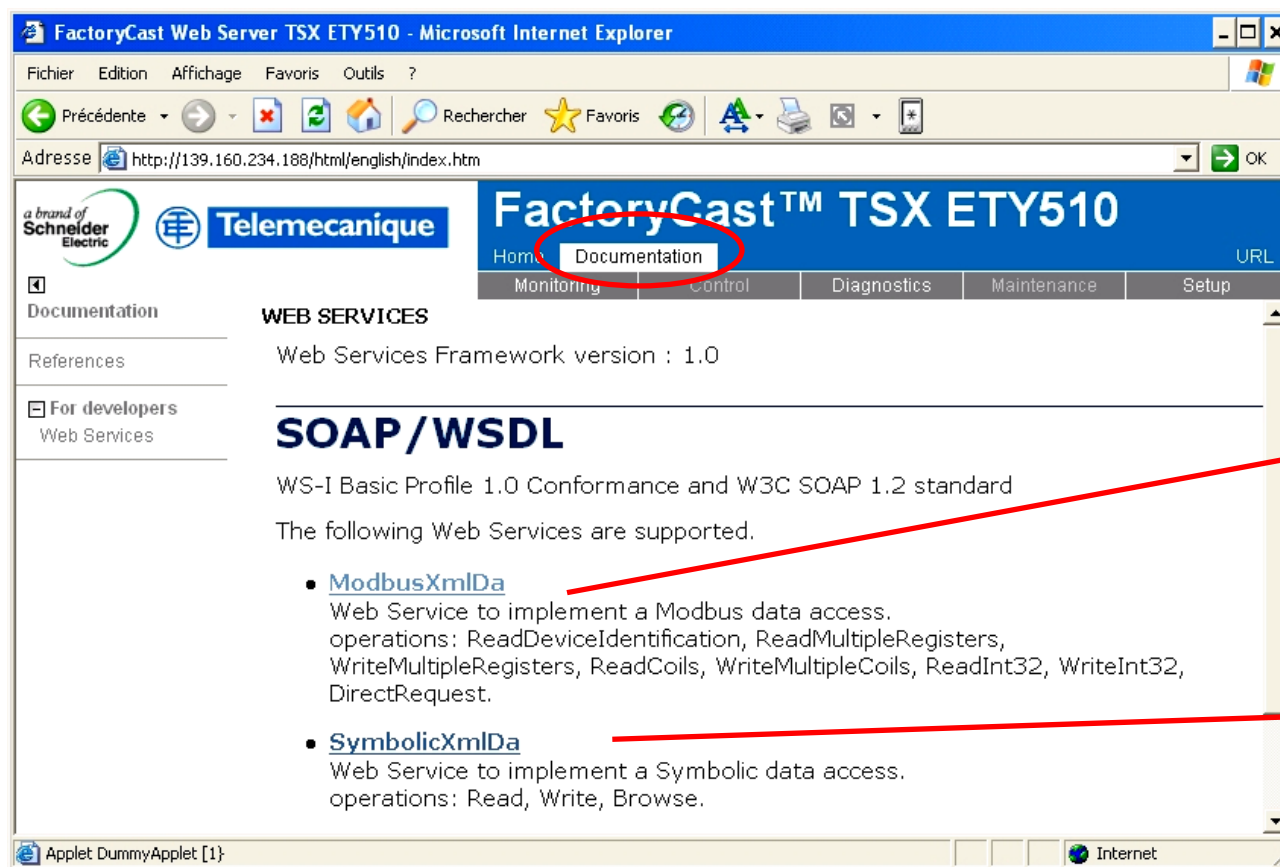 FactoryCast Web Server TSX ETY510 - Microsoft Internet Explorer
Fichier Edition Affichage Favoris Outils ?
Précédente Rechercher Favoris
Adresse http://139.160.234.188/html/english/index.htm OK
a brand of
Schneider
Electric
Telemecanique
FactoryCast™ TSX ETY510
Home Documentation URL
Monitoring Control Diagnostics Maintenance Setup
Documentation
References
For developers
Web Services
WEB SERVICES
Web Services Framework version : 1.0
SOAP/WSDL
WS-I Basic Profile 1.0 Conformance and W3C SOAP 1.2 standard
The following Web Services are supported.
• ModbusXmlDa
Web Service to implement a Modbus data access.
operations: ReadDeviceIdentification, ReadMultipleRegisters,
WriteMultipleRegisters, ReadCoils, WriteMultipleCoils, ReadInt32, WriteInt32,
DirectRequest.
• SymbolicXmlDa
Web Service to implement a Symbolic data access.
operations: Read, Write, Browse.
Applet DummyApplet [1} Internet